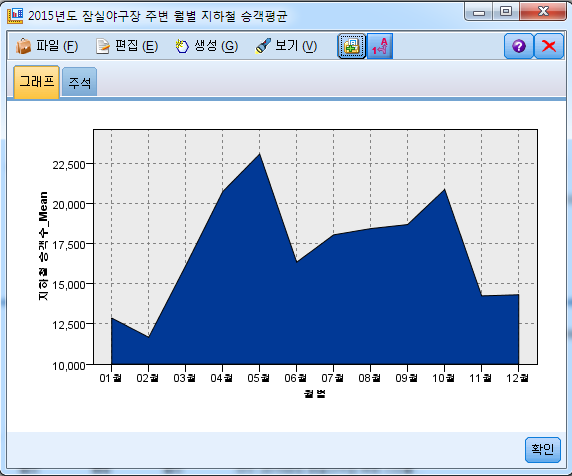 2015년도 잠실야구장 주변 월별 지하철 승객평균
파일 (F) 편집 (E) 생성 (G) 보기 (V)
그래프 주석
지하철 승객수_Mean
22,500
20,000
17,500
15,000
12,500
10,000
01월 02월 03월 04월 05월 06월 07월 08월 09월 10월 11월 12월
월별
확인